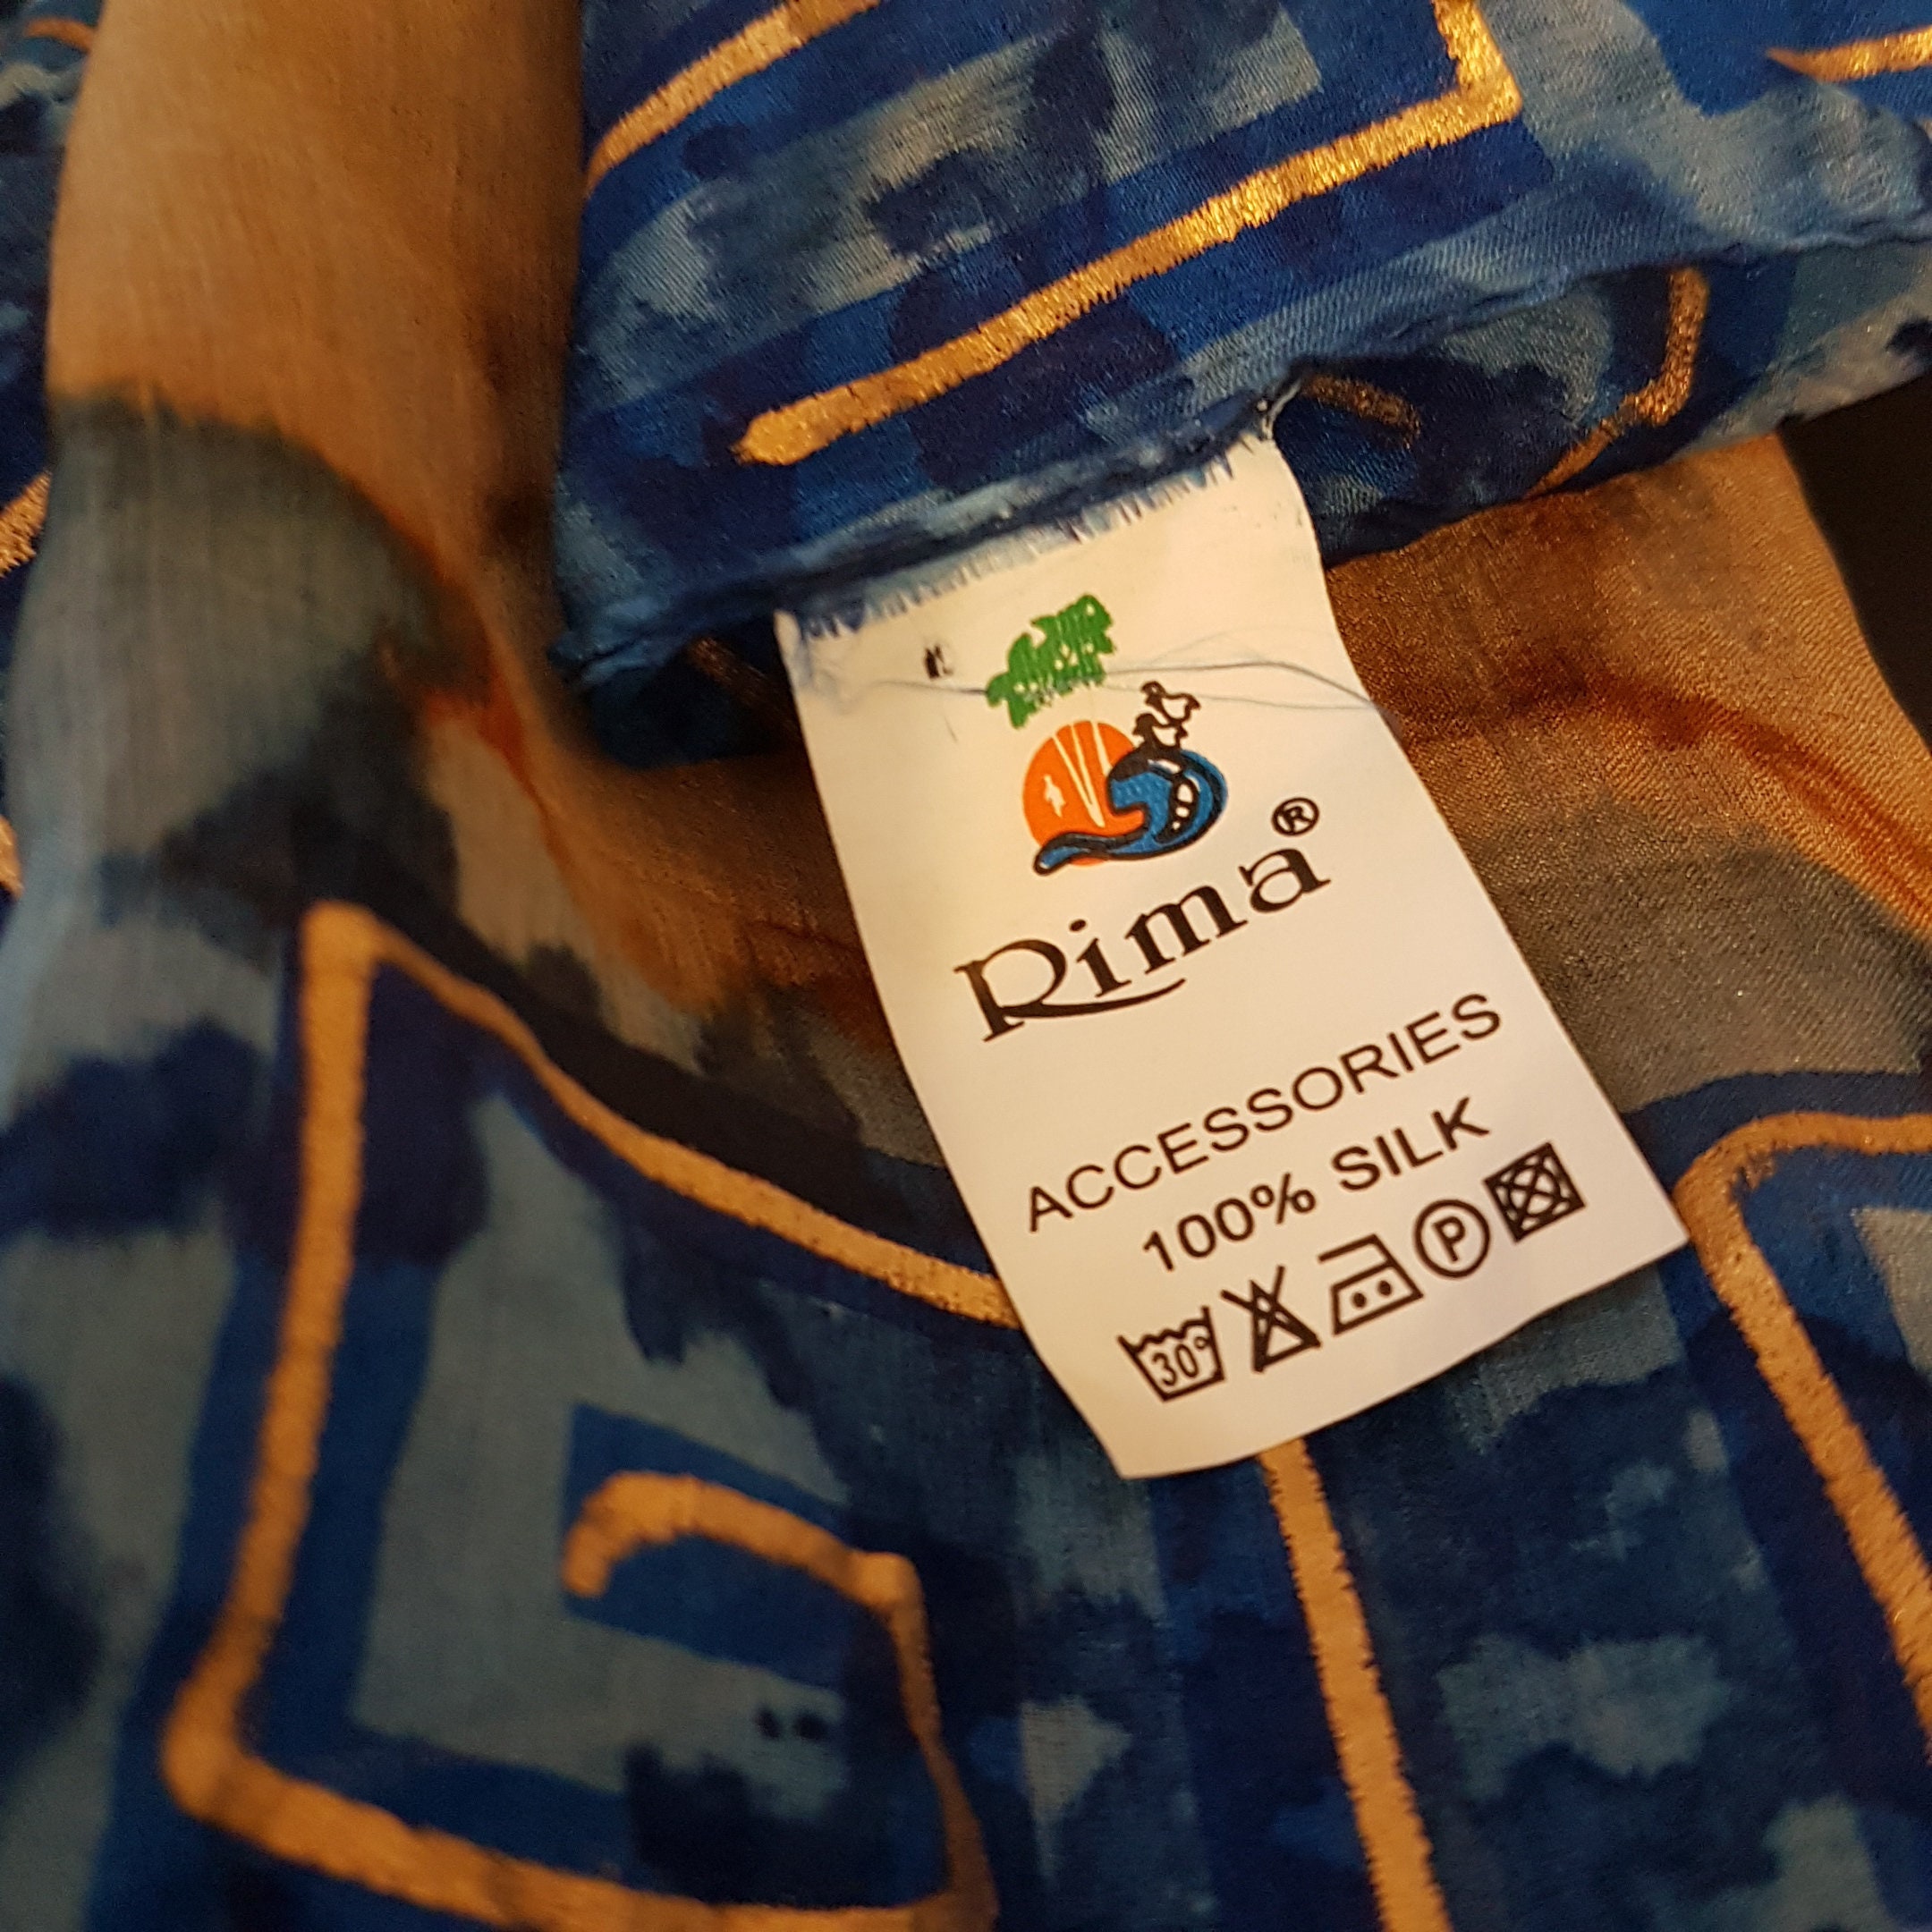 Rima®
ACCESSORIES
100% SILK
30° P